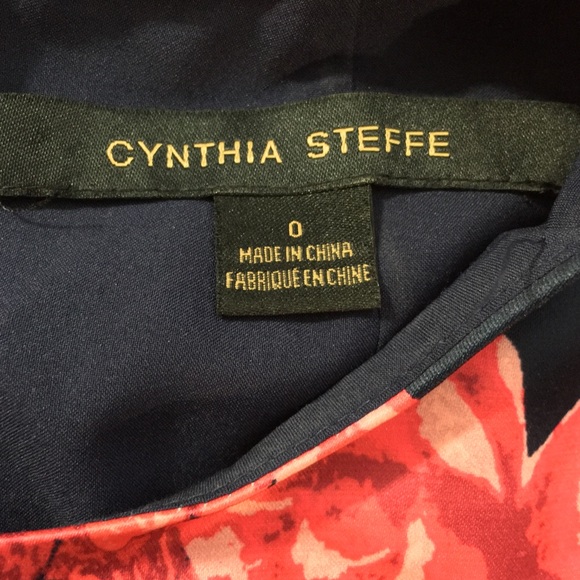 CYNTHIA STEFFE
0
MADE IN CHINA
FABRIQUÉ EN CHINE